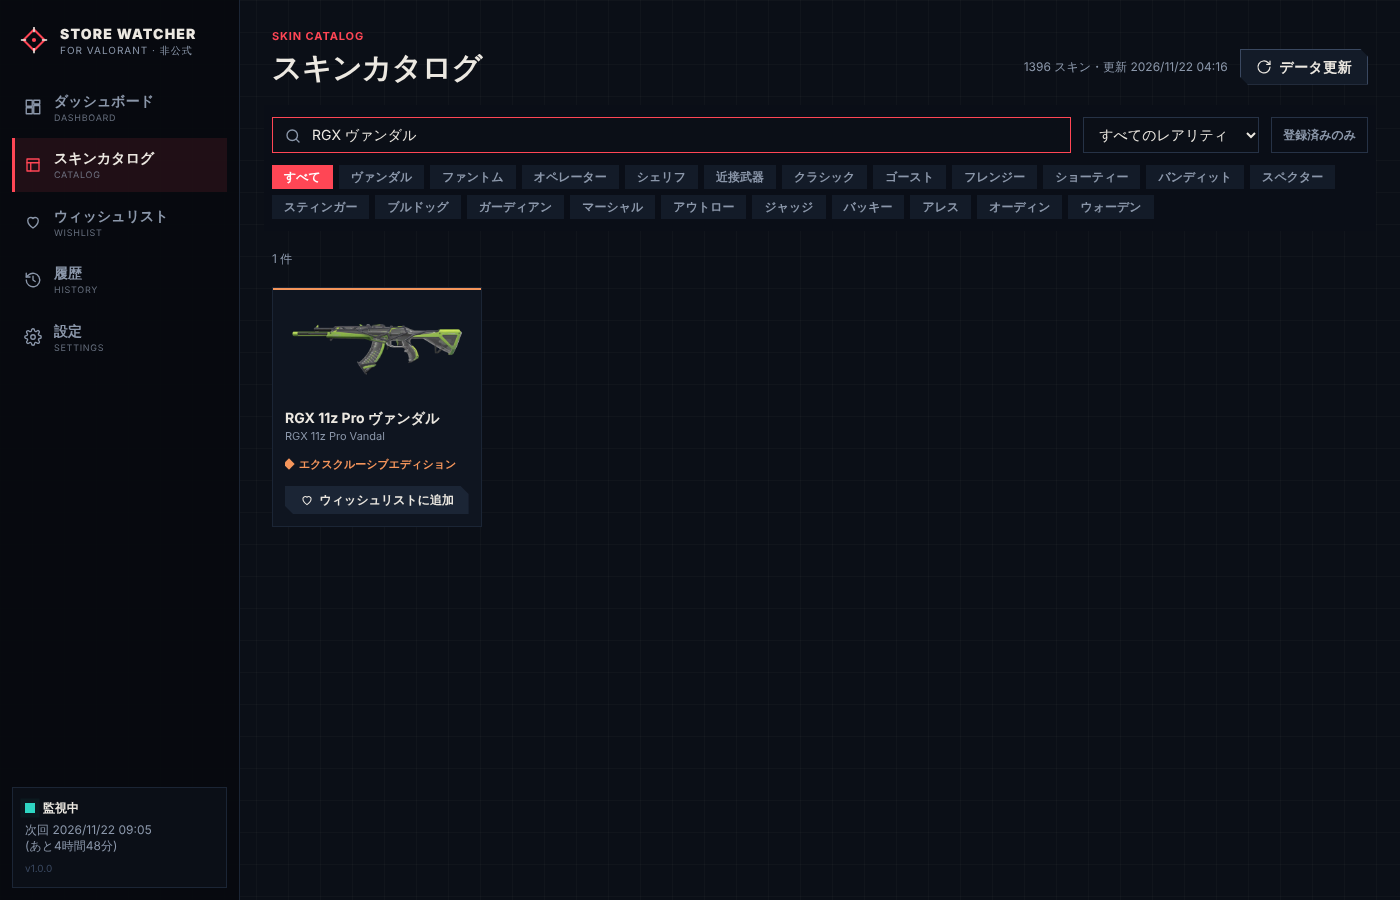 STORE WATCHER
FOR VALORANT · 非公式
ダッシュボード
DASHBOARD
スキンカタログ
CATALOG
ウィッシュリスト
WISHLIST
履歴
HISTORY
設定
SETTINGS
監視中
次回 2026/11/22 09:05
(あと4時間48分)
v1.0.0
SKIN CATALOG
スキンカタログ
1396 スキン・更新 2026/11/22 04:16
データ更新
RGX ヴァンダル
すべてのレアリティ
登録済みのみ
すべて ヴァンダル ファントム オペレーター シェリフ 近接武器 クラシック ゴースト フレンジー ショーティー バンディット スペクター
スティンガー ブルドッグ ガーディアン マーシャル アウトロー ジャッジ バッキー アレス オーディン ウォーデン
1 件
RGX 11z Pro ヴァンダル
RGX 11z Pro Vandal
エクスクルーシブエディション
ウィッシュリストに追加